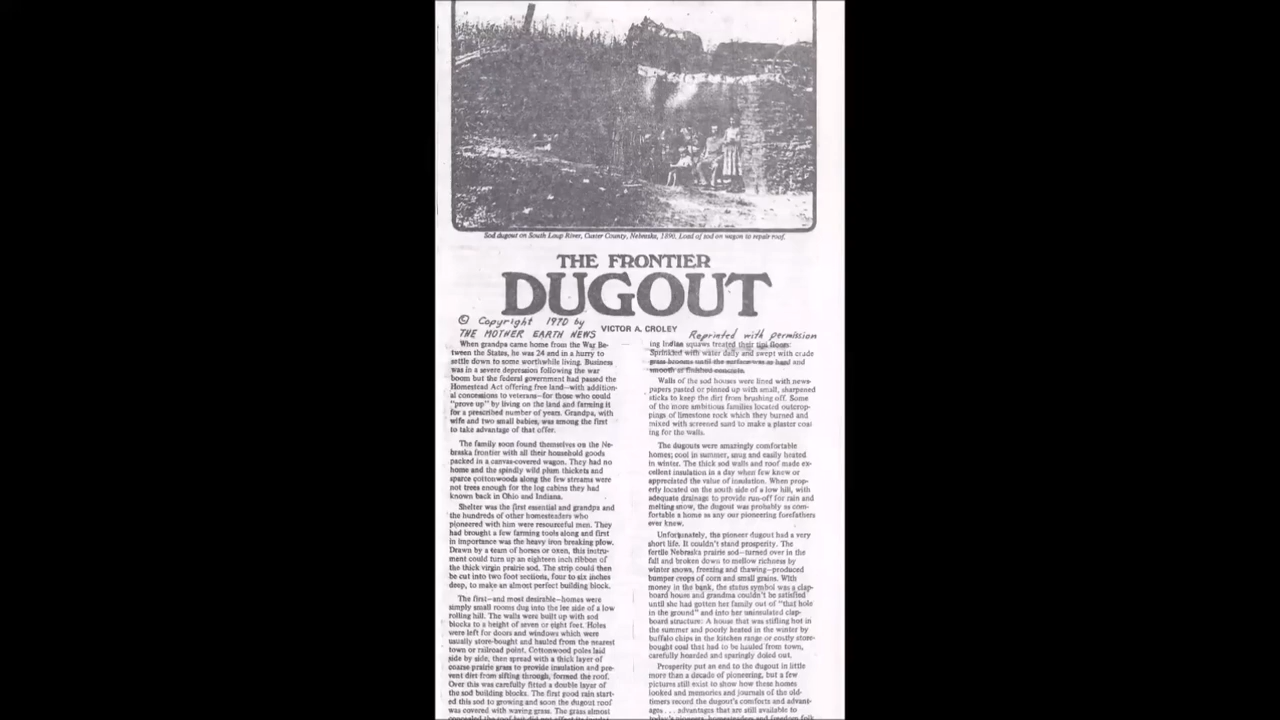 Sod dugout on South Loup River, Custer County, Nebraska, 1890. Load of sod on wagon to repair roof.
THE FRONTIER
DUGOUT
© Copyright 1970 by
THE MOTHER EARTH NEWS
VICTOR A. CROLEY
Reprinted with permission
When grandpa came home from the War Be-
tween the States, he was 24 and in a hurry to
settle down to some worthwhile living. Business
was in a severe depression following the war
boom but the federal government had passed the
Homestead Act offering free land—with addition-
al concessions to veterans—for those who could
"prove up" by living on the land and farming it
for a prescribed number of years. Grandpa, with
wife and two small babies, was among the first
to take advantage of that offer.
The family soon found themselves on the Ne-
braska frontier with all their household goods
packed in a canvas-covered wagon. They had no
home and the spindly wild plum thickets and
sparce cottonwoods along the few streams were
not trees enough for the log cabins they had
known back in Ohio and Indiana.
Shelter was the first essential and grandpa and
the hundreds of other homesteaders who
pioneered with him were resourceful men. They
had brought a few farming tools along and first
in importance was the heavy iron breaking plow.
Drawn by a team of horses or oxen, this instru-
ment could turn up an eighteen inch ribbon of
the thick virgin prairie sod. The strip could then
be cut into two foot sections, four to six inches
deep, to make an almost perfect building block.
The first—and most desirable—homes were
simply small rooms dug into the lee side of a low
rolling hill. The walls were built up with sod
blocks to a height of seven or eight feet. Holes
were left for doors and windows which were
usually store-bought and hauled from the nearest
town or railroad point. Cottonwood poles laid
side by side, then spread with a thick layer of
coarse prairie grass to provide insulation and pre-
vent dirt from sifting through, formed the roof.
Over this was carefully fitted a double layer of
the sod building blocks. The first good rain start-
ed this sod to growing and soon the dugout roof
was covered with waving grass. The grass almost
concealed the roof but did not affect its
ing Indian squaws treated their tipi floors:
Sprinkled with water daily and swept with crude
grass brooms until the surface was as hard and
smooth as finished concrete.
Walls of the sod houses were lined with news-
papers pasted or pinned up with small, sharpened
sticks to keep the dirt from brushing off. Some
of the more ambitious families located outcrop-
pings of limestone rock which they burned and
mixed with screened sand to make a plaster coat
ing for the walls.
The dugouts were amazingly comfortable
homes; cool in summer, snug and easily heated
in winter. The thick sod walls and roof made ex-
cellent insulation in a day when few knew or
appreciated the value of insulation. When prop-
erly located on the south side of a low hill, with
adequate drainage to provide run-off for rain and
melting snow, the dugout was probably as com-
fortable a home as any our pioneering forefathers
ever knew.
Unfortunately, the pioneer dugout had a very
short life. It couldn't stand prosperity. The
fertile Nebraska prairie sod—turned over in the
fall and broken down to mellow richness by
winter snows, freezing and thawing—produced
bumper crops of corn and small grains. With
money in the bank, the status symbol was a clap-
board house and grandma couldn't be satisfied
until she had gotten her family out of "that hole
in the ground" and into her uninsulated clap-
board structure: A house that was stifling hot in
the summer and poorly heated in the winter by
buffalo chips in the kitchen range or costly store-
bought coal that had to be hauled from town,
carefully hoarded and sparingly doled out.
Prosperity put an end to the dugout in little
more than a decade of pioneering, but a few
pictures still exist to show how these homes
looked and memories and journals of the old-
timers record the dugout's comforts and advant-
ages . . . advantages that are still available to
today's pioneers, homesteaders and freedom folk